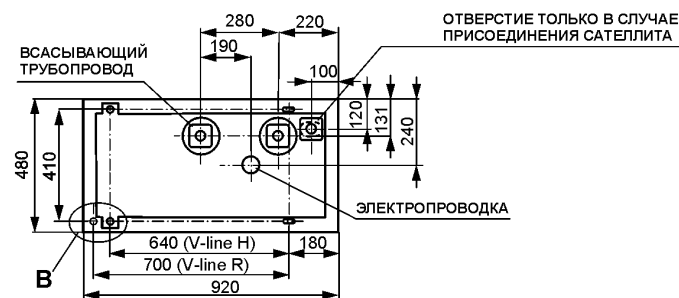 280
220
ОТВЕРСТИЕ ТОЛЬКО В СЛУЧАЕ
ПРИСОЕДИНЕНИЯ САТЕЛЛИТА
ВСАСЫВАЮЩИЙ
ТРУБОПРОВОД
190
100
480
410
120
131
240
ЭЛЕКТРОПРОВОДКА
640 (V-line H)
180
700 (V-line R)
B
920